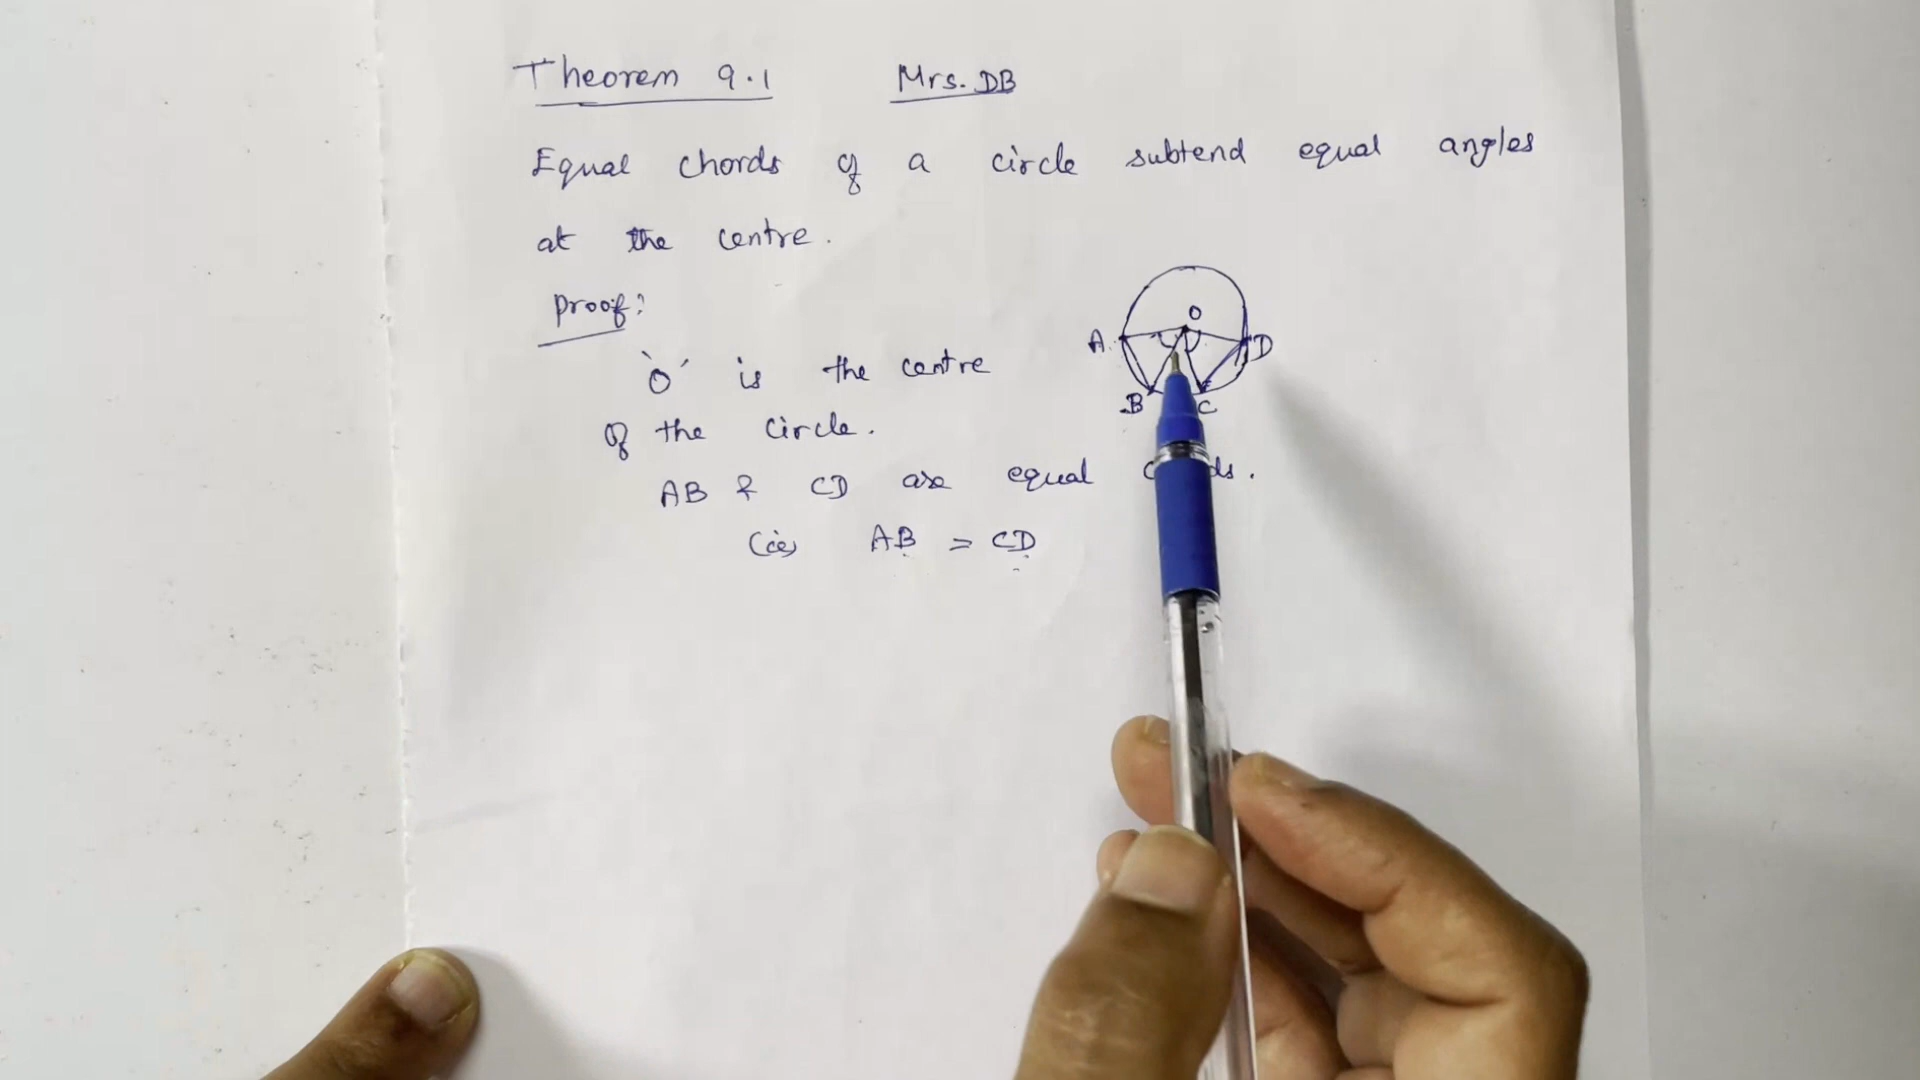 Theorem 9.1 Mrs. DB
Equal chords of a circle subtend equal angles
at the centre.
Proof:
'O' is the centre
of the circle.
AB & CD are equal
(ie) AB = CD
O
A
D
B
C